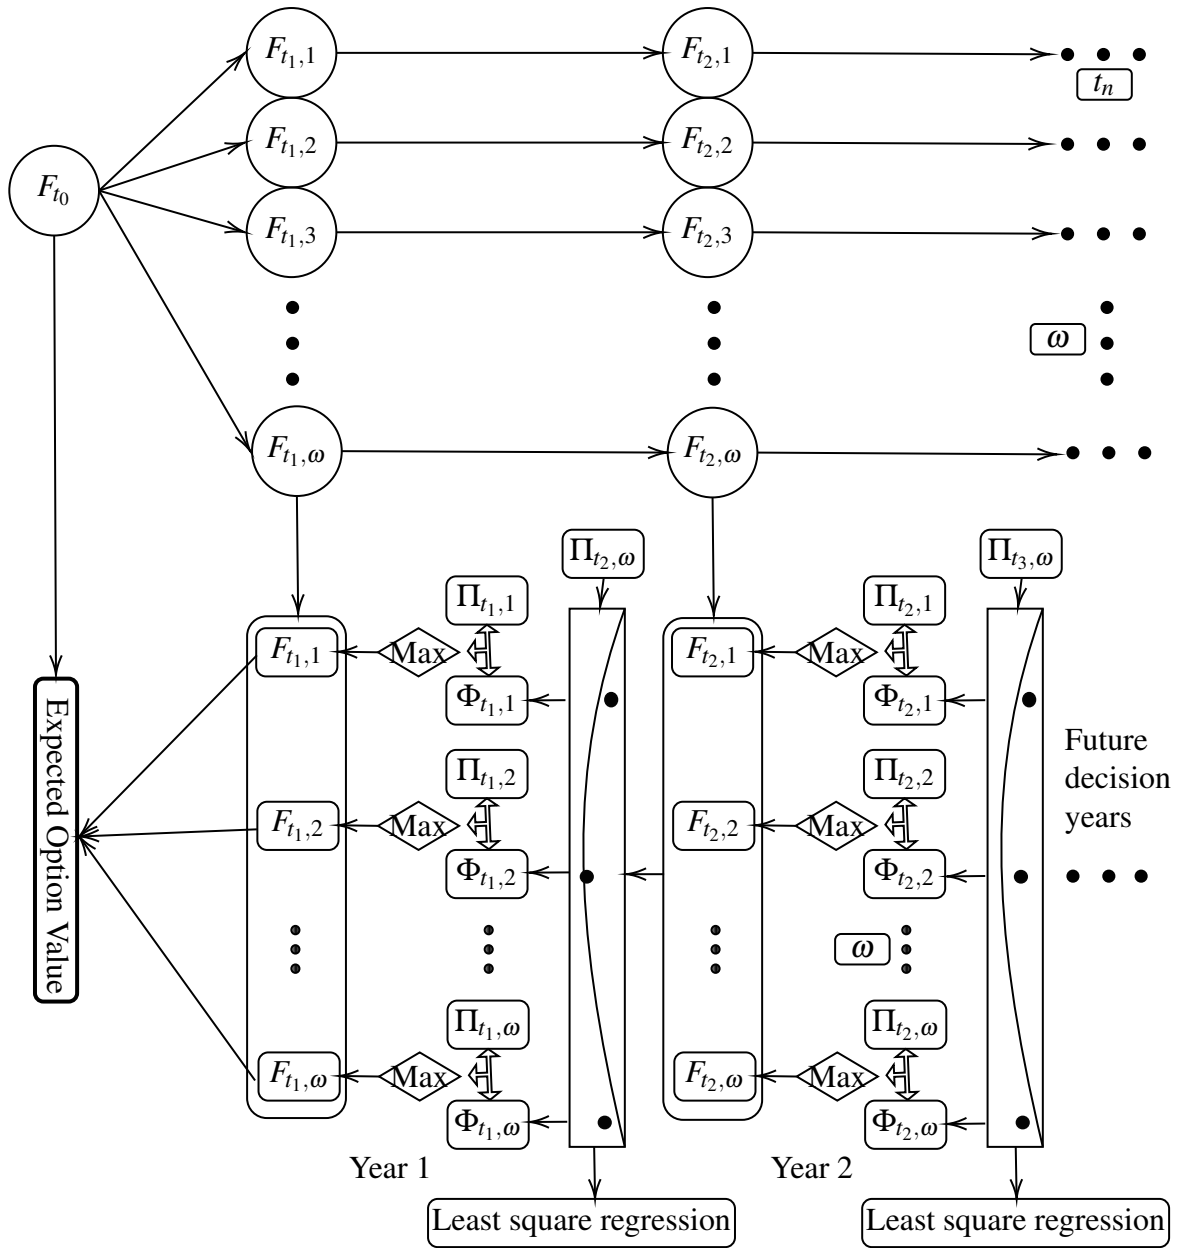 F_{t_1,1}
F_{t_2,1}
t_n
F_{t_1,2}
F_{t_2,2}
F_{t_0}
F_{t_1,3}
F_{t_2,3}
ω
F_{t_1,ω}
F_{t_2,ω}
Π_{t_2,ω}
Π_{t_3,ω}
Π_{t_1,1}
Π_{t_2,1}
F_{t_1,1}
Max
F_{t_2,1}
Max
Φ_{t_1,1}
Φ_{t_2,1}
Expected Option Value
Future
decision
years
Π_{t_1,2}
Π_{t_2,2}
F_{t_1,2}
Max
F_{t_2,2}
Max
Φ_{t_1,2}
Φ_{t_2,2}
ω
Π_{t_1,ω}
Π_{t_2,ω}
F_{t_1,ω}
Max
F_{t_2,ω}
Max
Φ_{t_1,ω}
Φ_{t_2,ω}
Year 1
Year 2
Least square regression
Least square regression